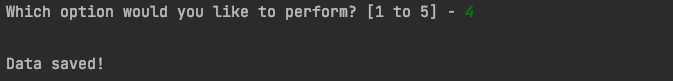 Which option would you like to perform? [1 to 5] - 4
Data saved!